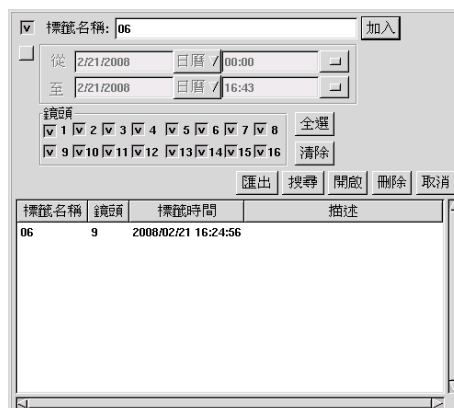 標籤名稱: 06 加入
從 2/21/2008 日曆 / 00:00
至 2/21/2008 日曆 / 16:43
鏡頭
1 2 3 4 5 6 7 8 全選
9 10 11 12 13 14 15 16 清除
匯出 搜尋 開啟 刪除 取消
標籤名稱 鏡頭 標籤時間 描述
06 9 2008/02/21 16:24:56